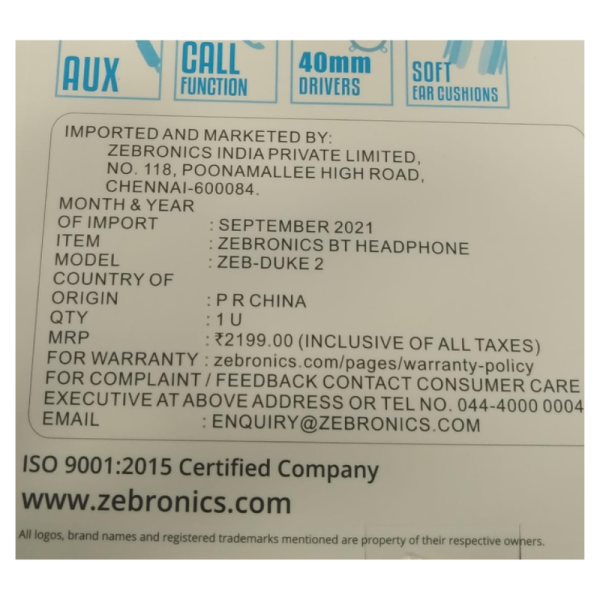 AUX
CALL
FUNCTION
40mm
DRIVERS
SOFT
EAR CUSHIONS
IMPORTED AND MARKETED BY:
ZEBRONICS INDIA PRIVATE LIMITED,
NO. 118, POONAMALLEE HIGH ROAD,
CHENNAI-600084.
MONTH & YEAR
OF IMPORT : SEPTEMBER 2021
ITEM : ZEBRONICS BT HEADPHONE
MODEL : ZEB-DUKE 2
COUNTRY OF
ORIGIN : P R CHINA
QTY : 1 U
MRP : ₹2199.00 (INCLUSIVE OF ALL TAXES)
FOR WARRANTY : zebronics.com/pages/warranty-policy
FOR COMPLAINT / FEEDBACK CONTACT CONSUMER CARE
EXECUTIVE AT ABOVE ADDRESS OR TEL NO. 044-4000 0004
EMAIL : ENQUIRY@ZEBRONICS.COM
ISO 9001:2015 Certified Company
www.zebronics.com
All logos, brand names and registered trademarks mentioned are property of their respective owners.